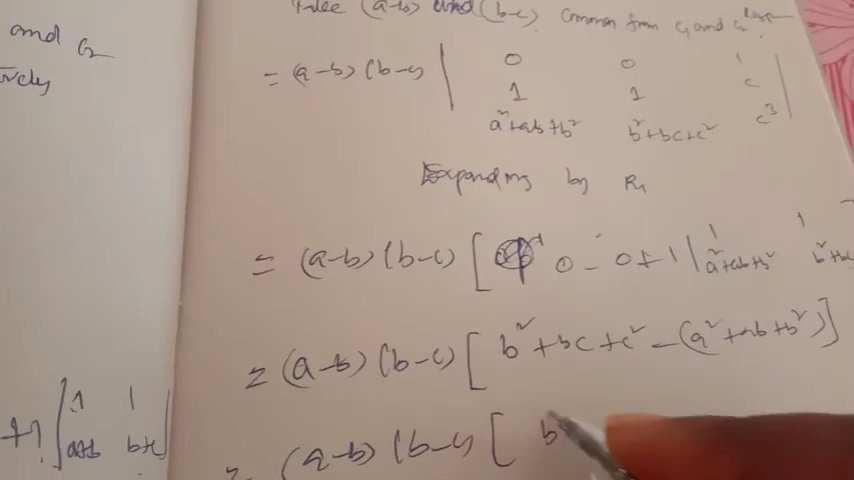 and C₂
Take (a-b) and (b-c) common from C₁ and C₂
= (a-b) (b-c) | 0 0 1
1 1 c
a²+ab+b² b²+bc+c² c³ |
Expanding by R₁
= (a-b) (b-c) [ 0 - 0 + 1 | 1 1
a²+ab+b² b²+bc
= (a-b) (b-c) [ b²+bc+c² - (a²+ab+b²) ]
+1 | 1 1
a+b b+c |
= (a-b) (b-c) [ b